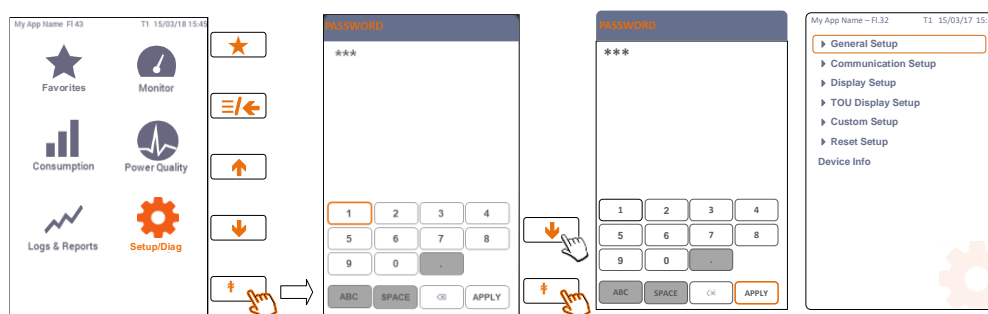 My App Name Fl 43 T1 15/03/18 15:45
Favorites Monitor
Consumption Power Quality
Logs & Reports Setup/Diag
PASSWORD
***
1 2 3 4
5 6 7 8
9 0 .
ABC SPACE APPLY
PASSWORD
***
1 2 3 4
5 6 7 8
9 0 .
ABC SPACE APPLY
My App Name – Fl.32 T1 15/03/17 15:
General Setup
Communication Setup
Display Setup
TOU Display Setup
Custom Setup
Reset Setup
Device Info